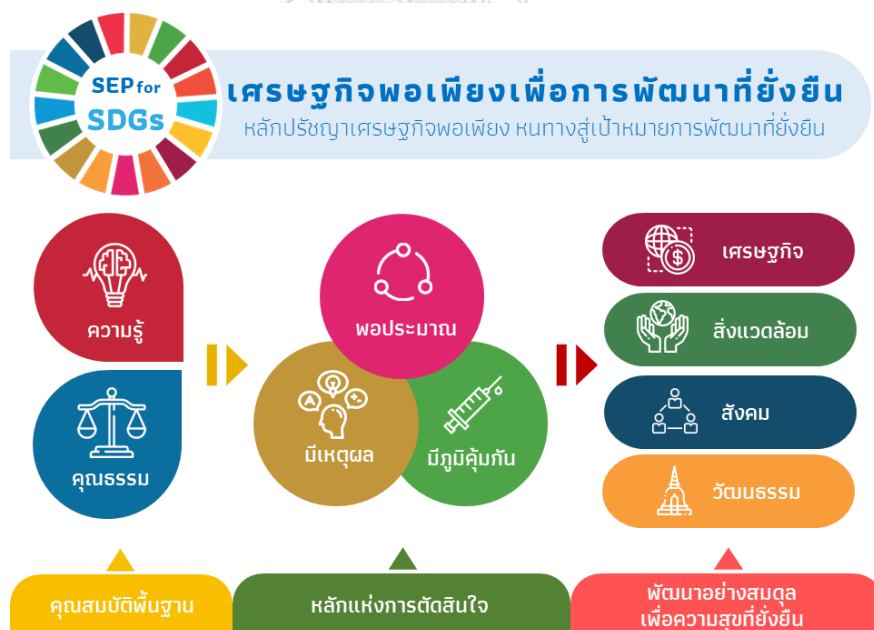 SEP for
SDGs
เศรษฐกิจพอเพียงเพื่อการพัฒนาที่ยั่งยืน
หลักปรัชญาเศรษฐกิจพอเพียง หนทางสู่เป้าหมายการพัฒนาที่ยั่งยืน
ความรู้
คุณธรรม
พอประมาณ
มีเหตุผล
มีภูมิคุ้มกัน
เศรษฐกิจ
สิ่งแวดล้อม
สังคม
วัฒนธรรม
คุณสมบัติพื้นฐาน
หลักแห่งการตัดสินใจ
พัฒนาอย่างสมดุล
เพื่อความสุขที่ยั่งยืน